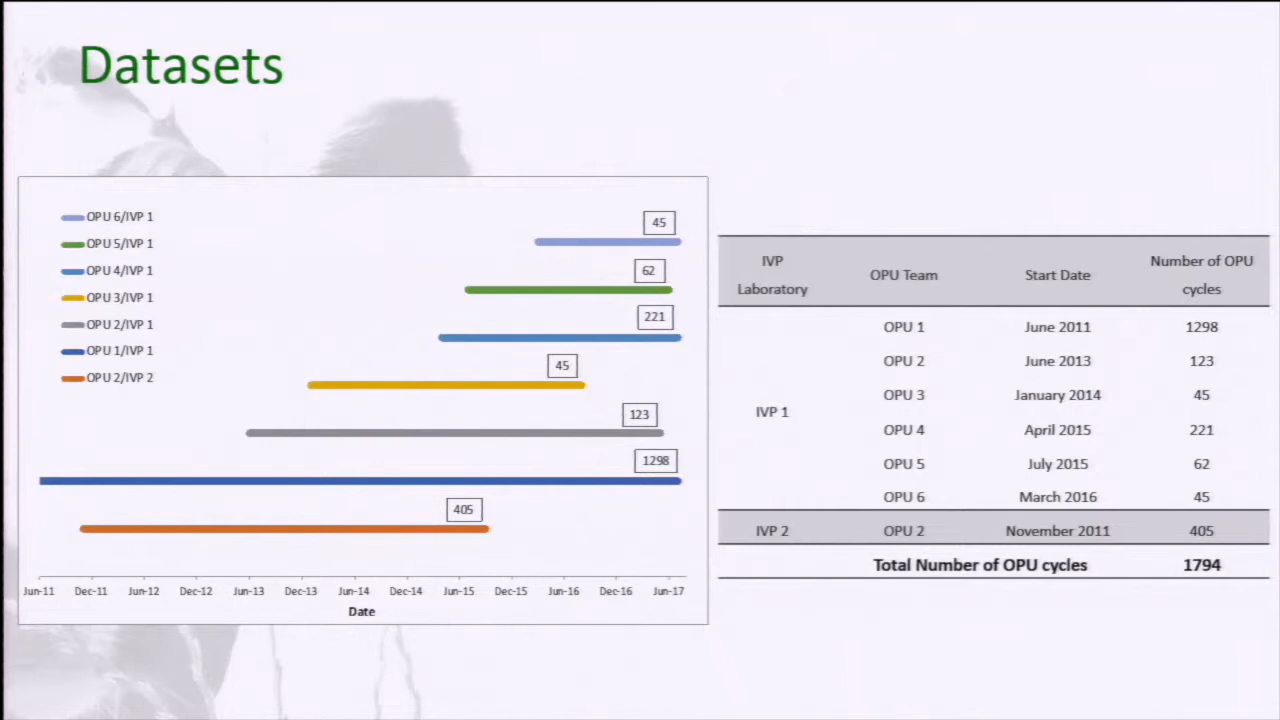 Datasets
OPU 6/IVP 1
OPU 5/IVP 1
OPU 4/IVP 1
OPU 3/IVP 1
OPU 2/IVP 1
OPU 1/IVP 1
OPU 2/IVP 2
45
62
221
45
123
1298
405
Jun-11 Dec-11 Jun-12 Dec-12 Jun-13 Dec-13 Jun-14 Dec-14 Jun-15 Dec-15 Jun-16 Dec-16 Jun-17
Date
IVP Laboratory OPU Team Start Date Number of OPU cycles
IVP 1
OPU 1 June 2011 1298
OPU 2 June 2013 123
OPU 3 January 2014 45
OPU 4 April 2015 221
OPU 5 July 2015 62
OPU 6 March 2016 45
IVP 2 OPU 2 November 2011 405
Total Number of OPU cycles 1794